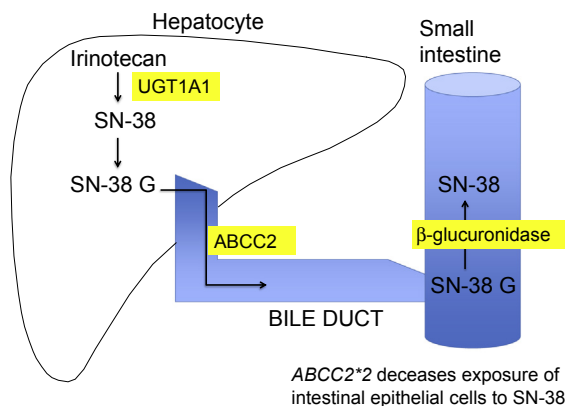 Hepatocyte
Small
intestine
Irinotecan
UGT1A1
SN-38
SN-38 G
SN-38
ABCC2
β-glucuronidase
SN-38 G
BILE DUCT
ABCC2*2 deceases exposure of
intestinal epithelial cells to SN-38